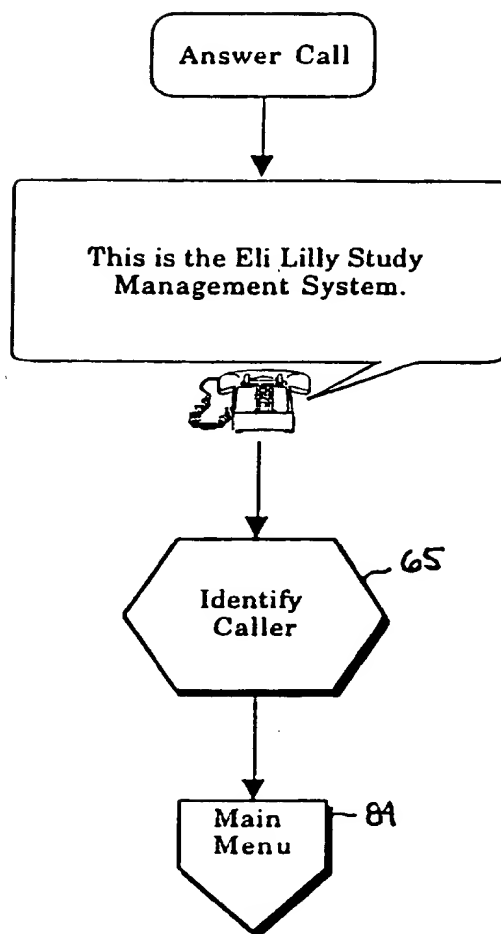 Answer Call
This is the Eli Lilly Study
Management System.
65
Identify
Caller
84
Main
Menu